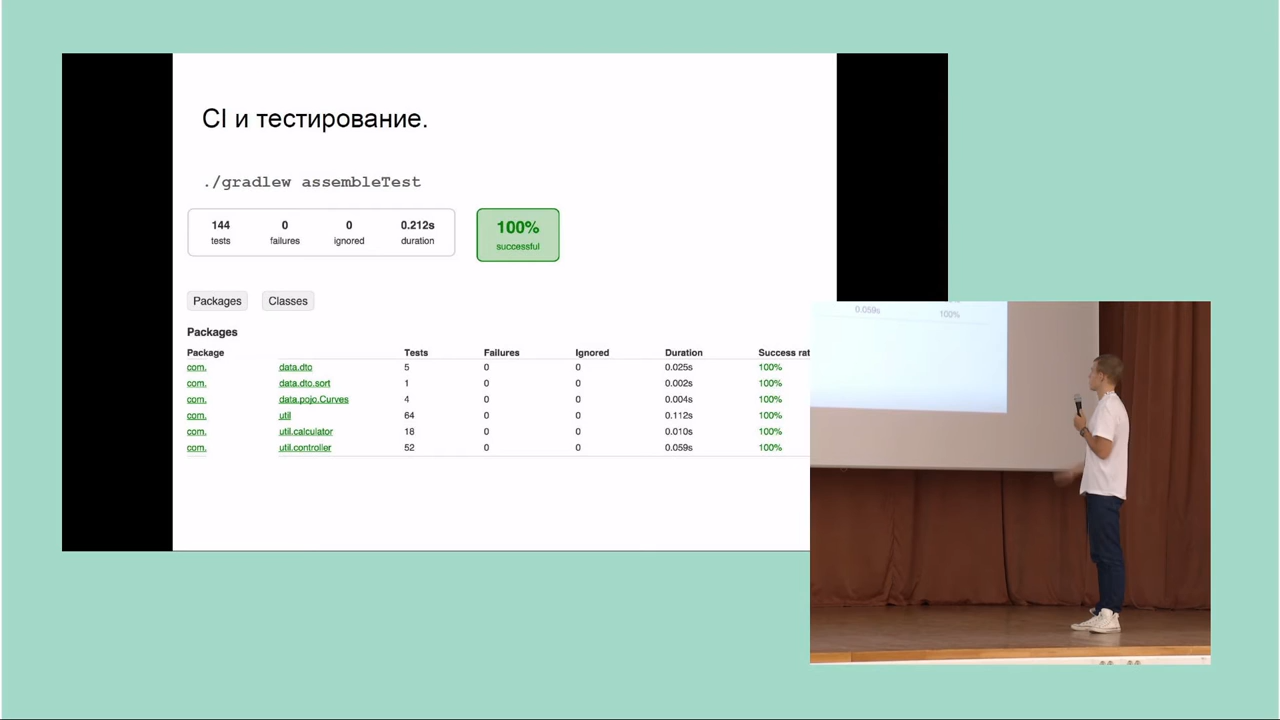 CI и тестирование.
./gradlew assembleTest
144 0 0 0.212s
tests failures ignored duration
100%
successful
Packages Classes
Packages
Package Tests Failures Ignored Duration Success rat
com. data.dto 5 0 0 0.025s 100%
com. data.dto.sort 1 0 0 0.002s 100%
com. data.pojo.Curves 4 0 0 0.004s 100%
com. util 64 0 0 0.112s 100%
com. util.calculator 18 0 0 0.010s 100%
com. util.controller 52 0 0 0.059s 100%
0.059s 100%